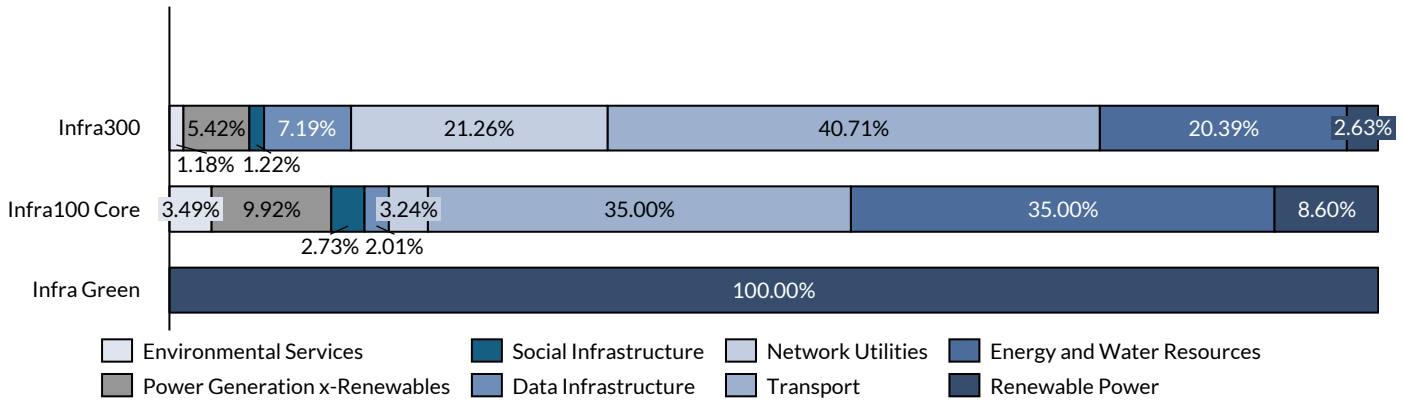 Infra300 5.42% 7.19% 21.26% 40.71% 20.39% 2.63%
1.18% 1.22%
Infra100 Core 3.49% 9.92% 3.24% 35.00% 35.00% 8.60%
2.73% 2.01%
Infra Green 100.00%
Environmental Services Social Infrastructure Network Utilities Energy and Water Resources
Power Generation x-Renewables Data Infrastructure Transport Renewable Power